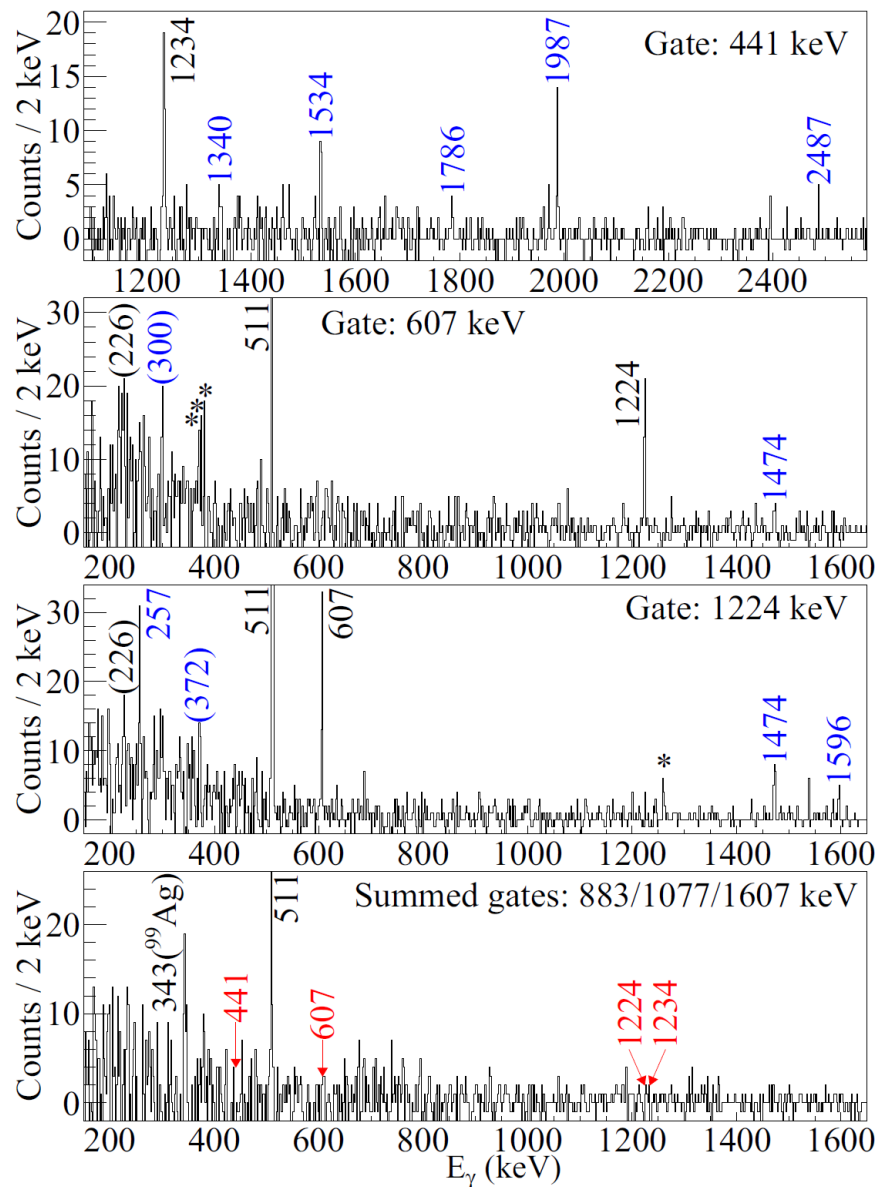 Counts / 2 keV
20
15
10
5
0
1234
1340
1534
1786
1987
2487
Gate: 441 keV
1200 1400 1600 1800 2000 2200 2400
Counts / 2 keV
30
20
10
0
(226)
(300)
***
511
Gate: 607 keV
1224
1474
200 400 600 800 1000 1200 1400 1600
Counts / 2 keV
30
20
10
0
(226)
257
(372)
511
607
Gate: 1224 keV
*
1474
1596
200 400 600 800 1000 1200 1400 1600
Counts / 2 keV
20
10
0
343(⁹⁹Ag)
441
511
607
Summed gates: 883/1077/1607 keV
1224
1234
200 400 600 800 1000 1200 1400 1600
Eγ (keV)